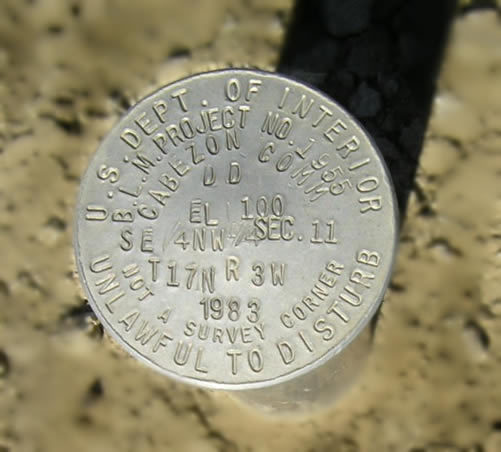 U.S. DEPT. OF INTERIOR
B.L.M. PROJECT NO. 1955
CABEZON COMM
DD
EL 100
SE 1/4 NW 1/4 SEC. 11
T17N R 3W
1983
NOT A SURVEY CORNER
UNLAWFUL TO DISTURB